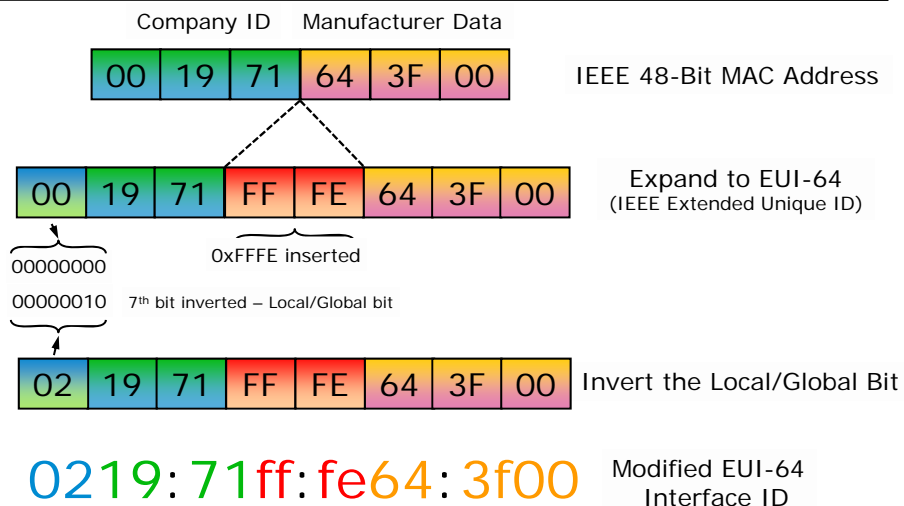 Company ID Manufacturer Data
00 19 71 64 3F 00 IEEE 48-Bit MAC Address
00 19 71 FF FE 64 3F 00 Expand to EUI-64
(IEEE Extended Unique ID)
0xFFFE inserted
00000000
00000010 7th bit inverted – Local/Global bit
02 19 71 FF FE 64 3F 00 Invert the Local/Global Bit
0219:71ff:fe64:3f00 Modified EUI-64
Interface ID